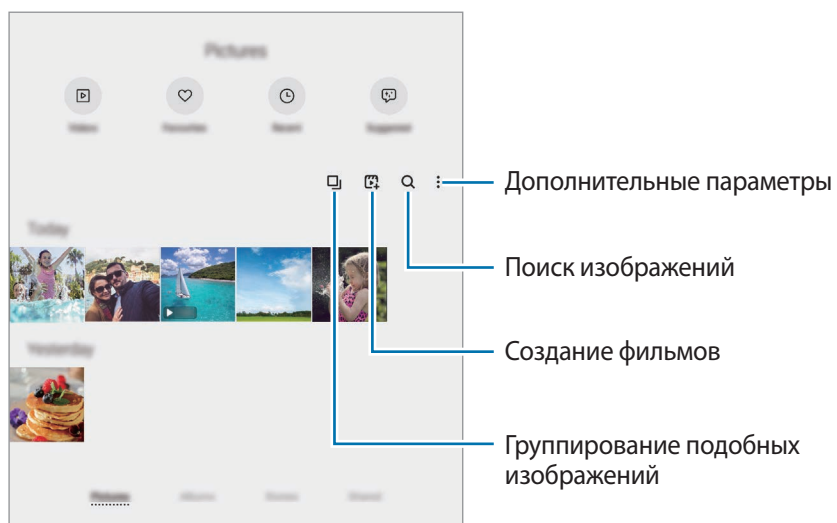 Pictures
Videos
Favourites
Recent
Suggested
Дополнительные параметры
Today
Поиск изображений
Yesterday
Создание фильмов
Группирование подобных
изображений
Pictures
Albums
Stories
Shared